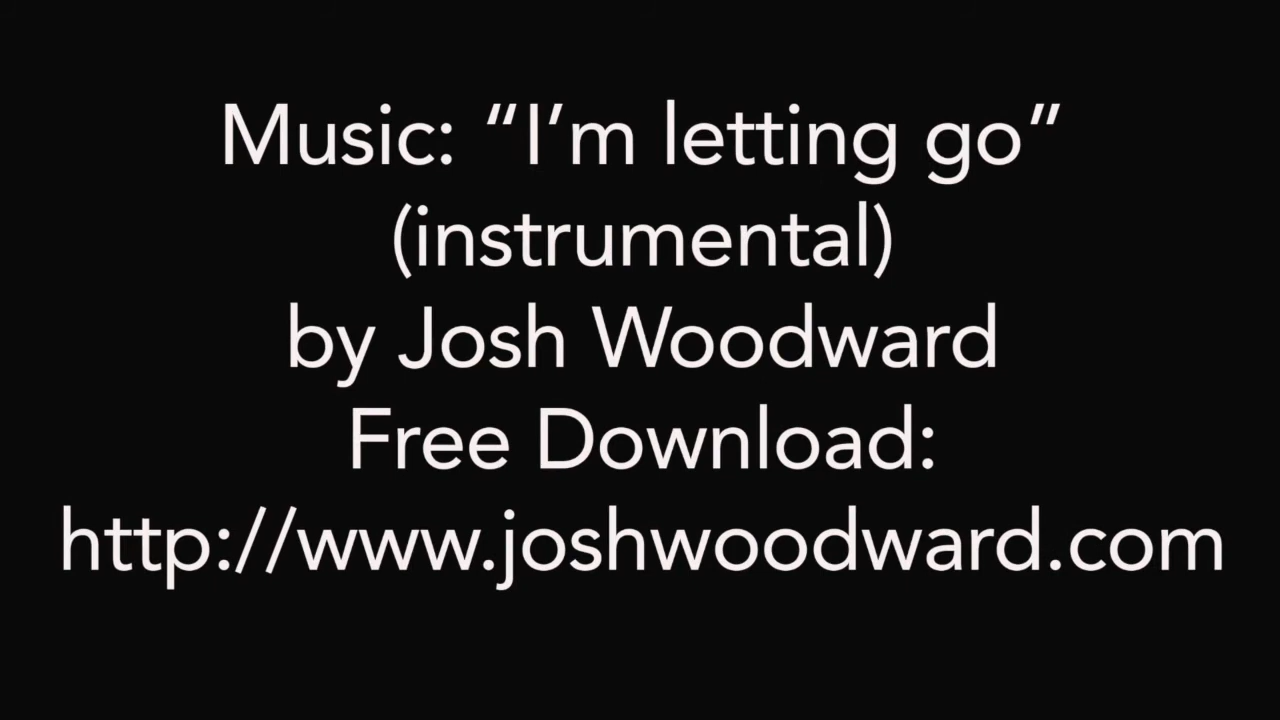 Music: “I’m letting go”
(instrumental)
by Josh Woodward
Free Download:
http://www.joshwoodward.com